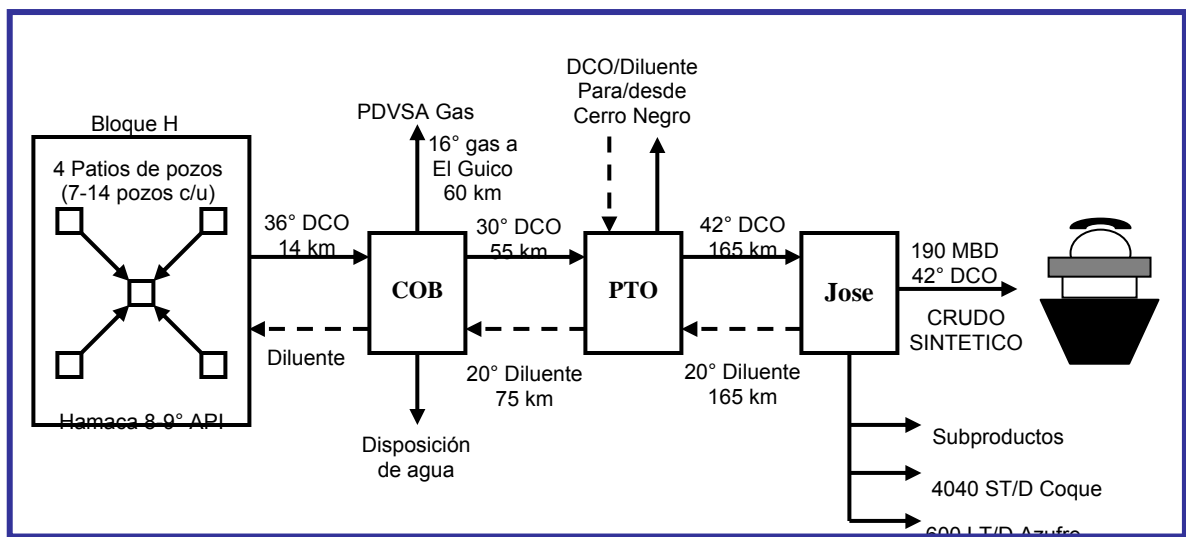 Bloque H
4 Patios de pozos
(7-14 pozos c/u)
Hamaca 8-9° API
36° DCO
14 km
Diluente
PDVSA Gas
16° gas a
El Guico
60 km
COB
Disposición
de agua
30° DCO
55 km
20° Diluente
75 km
DCO/Diluente
Para/desde
Cerro Negro
PTO
42° DCO
165 km
20° Diluente
165 km
Jose
190 MBD
42° DCO
CRUDO
SINTETICO
Subproductos
4040 ST/D Coque
600 LT/D Azufre